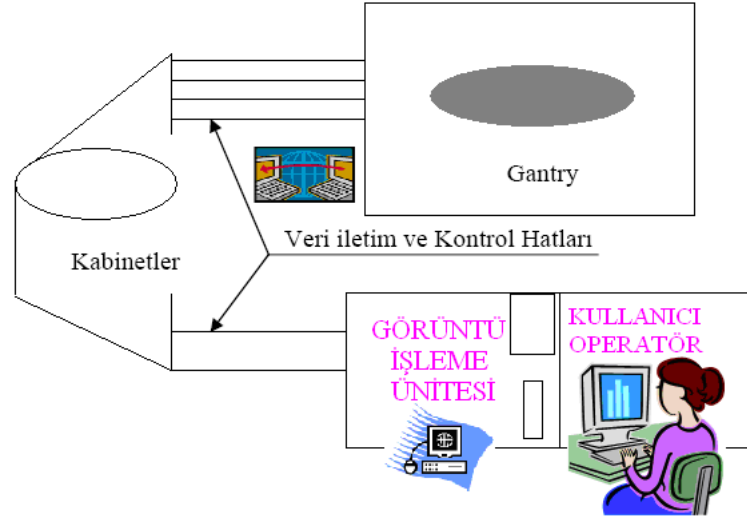 Gantry
Veri iletim ve Kontrol Hatları
Kabinetler
GÖRÜNTÜ
İŞLEME
ÜNİTESİ
KULLANICI
OPERATÖR